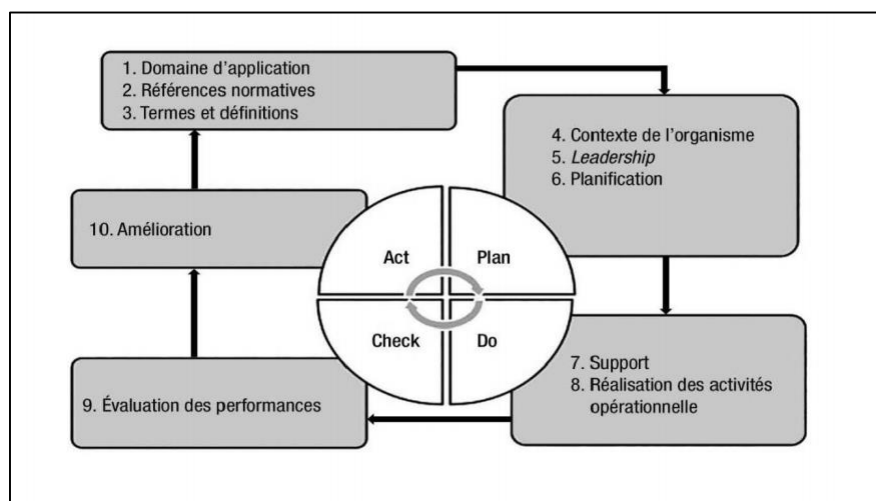 1. Domaine d'application
2. Références normatives
3. Termes et définitions
4. Contexte de l'organisme
5. Leadership
6. Planification
10. Amélioration
Act
Plan
Check
Do
7. Support
8. Réalisation des activités
opérationnelle
9. Évaluation des performances